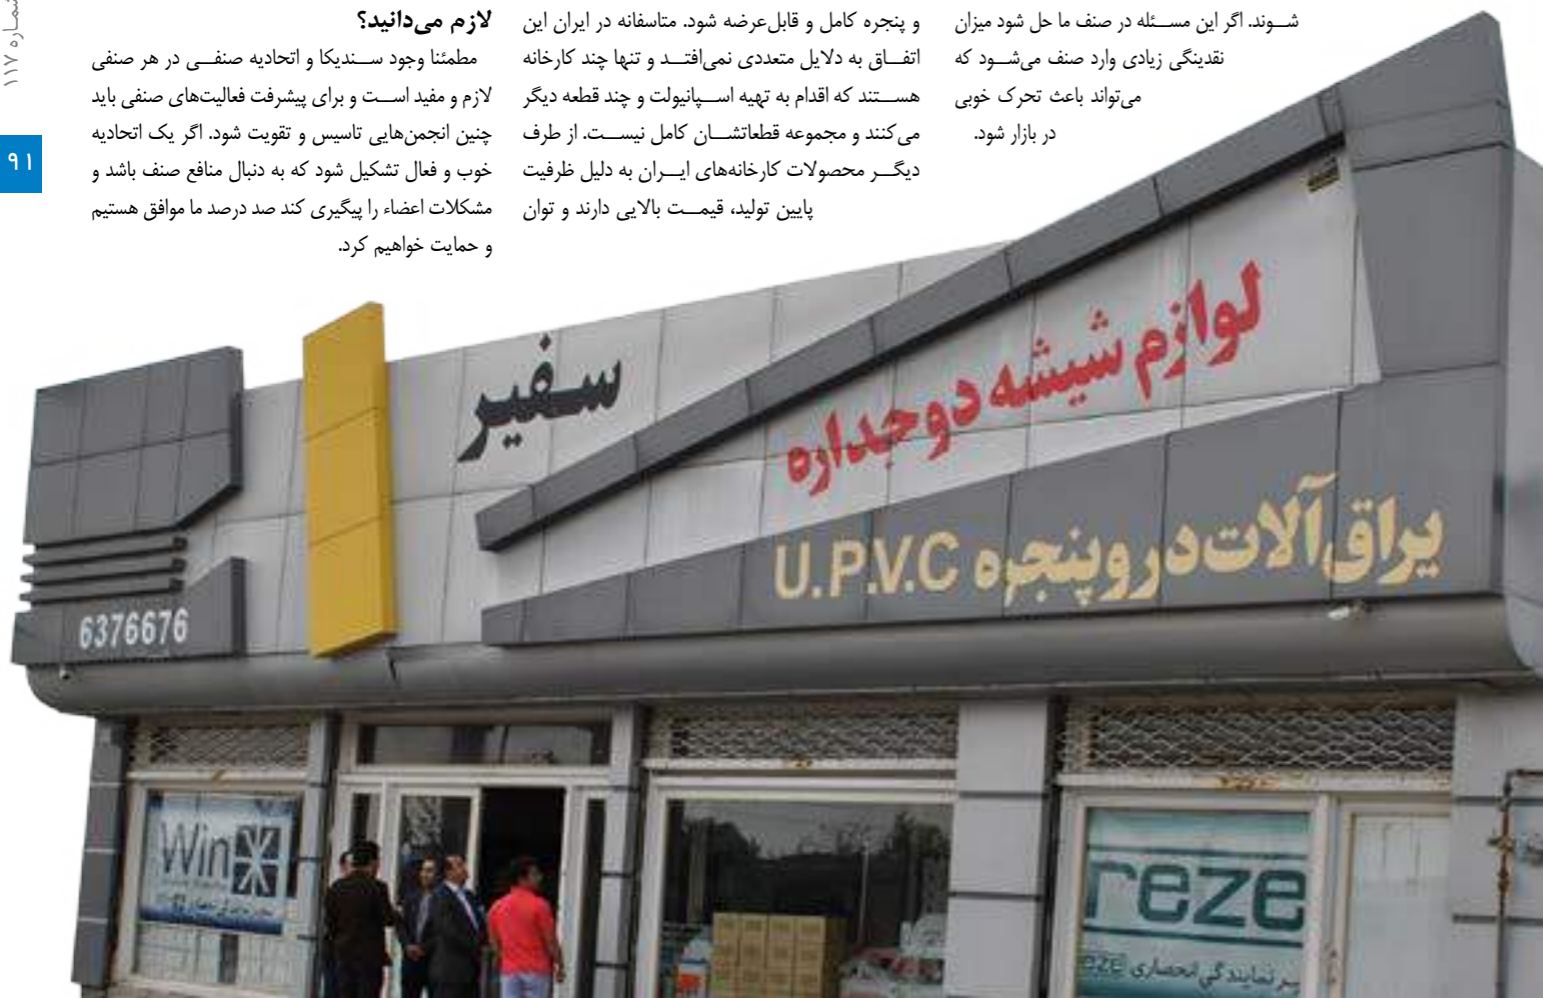 شوند. اگر این مسئله در صنف ما حل شود میزان
نقدینگی زیادی وارد صنف می‌شود که
می‌تواند باعث تحرک خوبی
در بازار شود.
و پنجره کامل و قابل‌عرضه شود. متاسفانه در ایران این
اتفاق به دلایل متعددی نمی‌افتد و تنها چند کارخانه
هستند که اقدام به تهیه اسپانیولت و چند قطعه دیگر
می‌کنند و مجموعه قطعاتشان کامل نیست. از طرف
دیگر محصولات کارخانه‌های ایران به دلیل ظرفیت
پایین تولید، قیمت بالایی دارند و توان
لازم می‌دانید؟
مطمئنا وجود سندیکا و اتحادیه صنفی در هر صنفی
لازم و مفید است و برای پیشرفت فعالیت‌های صنفی باید
چنین انجمن‌هایی تاسیس و تقویت شود. اگر یک اتحادیه
خوب و فعال تشکیل شود که به دنبال منافع صنف باشد و
مشکلات اعضاء را پیگیری کند صد درصد ما موافق هستیم
و حمایت خواهیم کرد.
شماره ۱۱۷
۹۱
سفیر
لوازم شیشه دوجداره
یراق‌آلات در و پنجره U.P.V.C
6376676
Win
reze
نمایندگی انحصاری reze